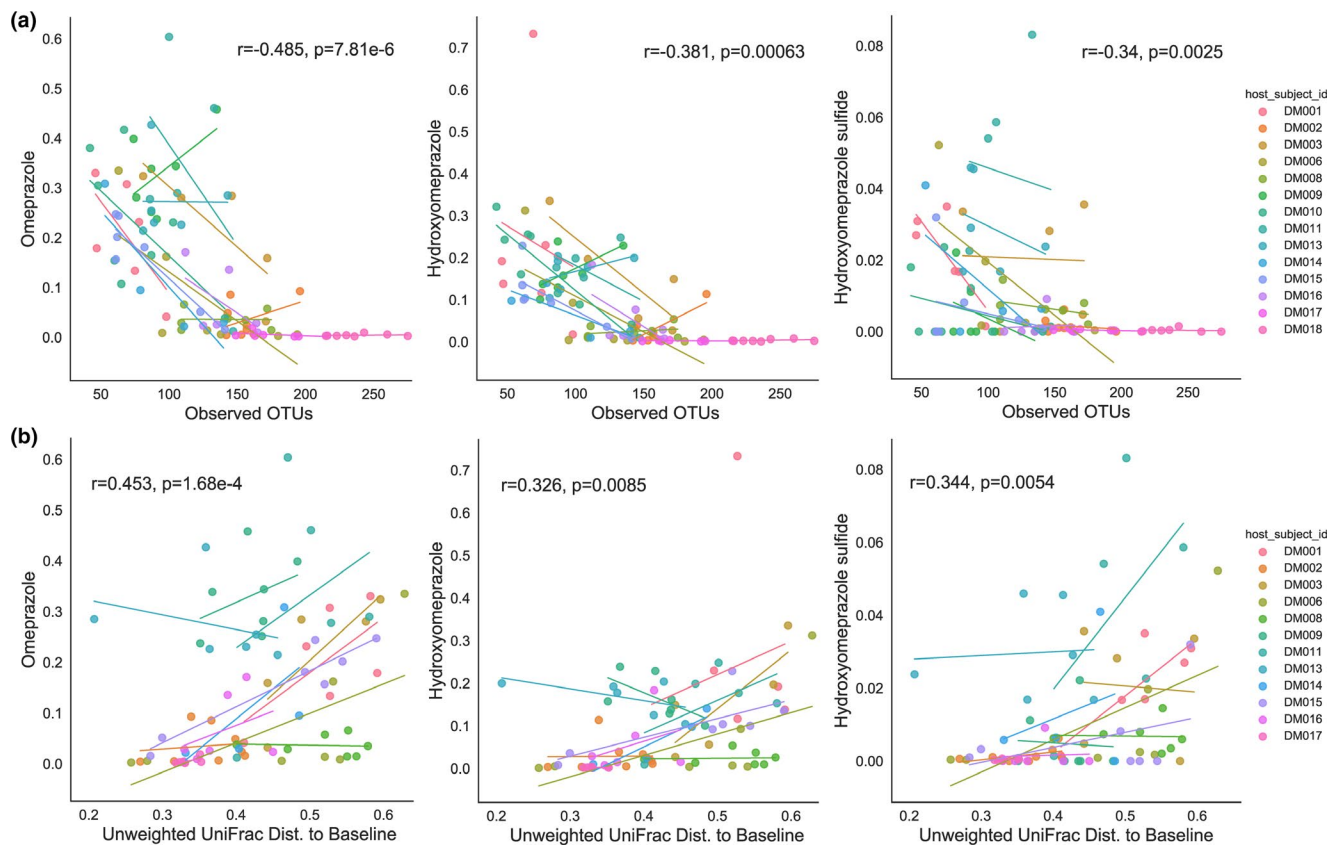 (a)
r=-0.485, p=7.81e-6
Omeprazole
0.6
0.5
0.4
0.3
0.2
0.1
0.0
50 100 150 200 250
Observed OTUs
r=-0.381, p=0.00063
Hydroxyomeprazole
0.7
0.6
0.5
0.4
0.3
0.2
0.1
0.0
50 100 150 200 250
Observed OTUs
r=-0.34, p=0.0025
Hydroxyomeprazole sulfide
0.08
0.06
0.04
0.02
0.00
50 100 150 200 250
Observed OTUs
host_subject_id
DM001
DM002
DM003
DM006
DM008
DM009
DM010
DM011
DM013
DM014
DM015
DM016
DM017
DM018
(b)
r=0.453, p=1.68e-4
Omeprazole
0.6
0.5
0.4
0.3
0.2
0.1
0.0
0.2 0.3 0.4 0.5 0.6
Unweighted UniFrac Dist. to Baseline
r=0.326, p=0.0085
Hydroxyomeprazole
0.7
0.6
0.5
0.4
0.3
0.2
0.1
0.0
0.2 0.3 0.4 0.5 0.6
Unweighted UniFrac Dist. to Baseline
r=0.344, p=0.0054
Hydroxyomeprazole sulfide
0.08
0.06
0.04
0.02
0.00
0.2 0.3 0.4 0.5 0.6
Unweighted UniFrac Dist. to Baseline
host_subject_id
DM001
DM002
DM003
DM006
DM008
DM009
DM011
DM013
DM014
DM015
DM016
DM017